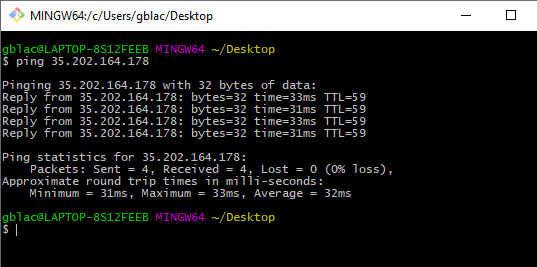 MINGW64:/c/Users/gblac/Desktop
gblac@LAPTOP-8S12FEEB MINGW64 ~/Desktop
$ ping 35.202.164.178
Pinging 35.202.164.178 with 32 bytes of data:
Reply from 35.202.164.178: bytes=32 time=33ms TTL=59
Reply from 35.202.164.178: bytes=32 time=31ms TTL=59
Reply from 35.202.164.178: bytes=32 time=33ms TTL=59
Reply from 35.202.164.178: bytes=32 time=31ms TTL=59
Ping statistics for 35.202.164.178:
    Packets: Sent = 4, Received = 4, Lost = 0 (0% loss),
Approximate round trip times in milli-seconds:
    Minimum = 31ms, Maximum = 33ms, Average = 32ms
gblac@LAPTOP-8S12FEEB MINGW64 ~/Desktop
$